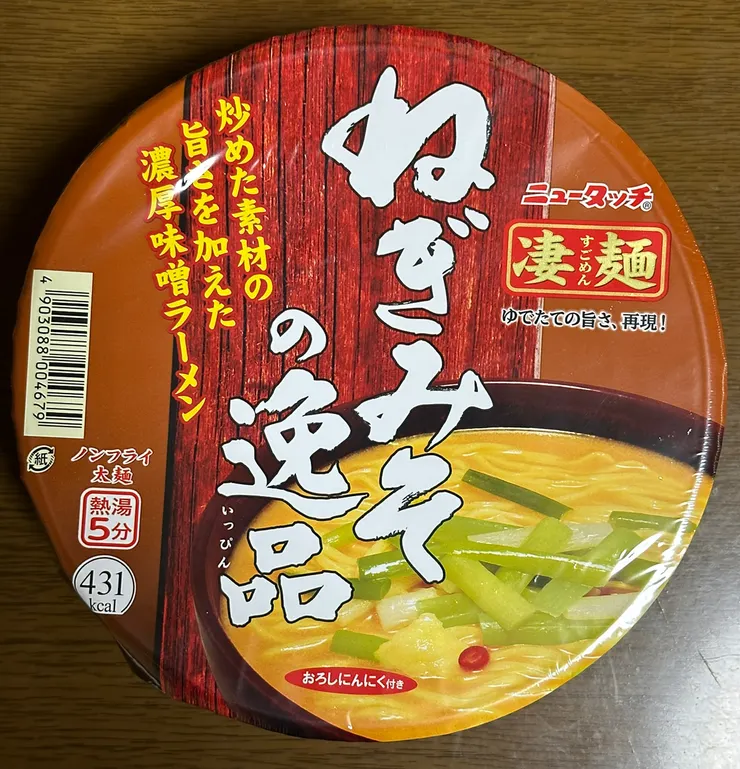 ねぎみそ
の逸品
いっぴん
炒めた素材の
旨さを加えた
濃厚味噌ラーメン
ニュータッチ®
凄麺
すごめん
ゆでたての旨さ、再現!
4903088004679
紙
ノンフライ
太麺
熱湯
5分
431
kcal
おろしにんにく付き